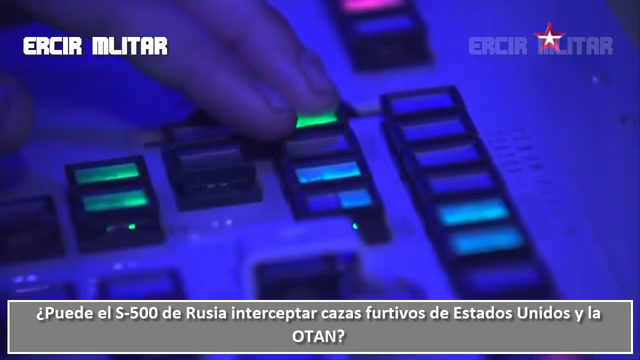 ERCIR MLITAR
ERCIR MLITAR
¿Puede el S-500 de Rusia interceptar cazas furtivos de Estados Unidos y la
OTAN?